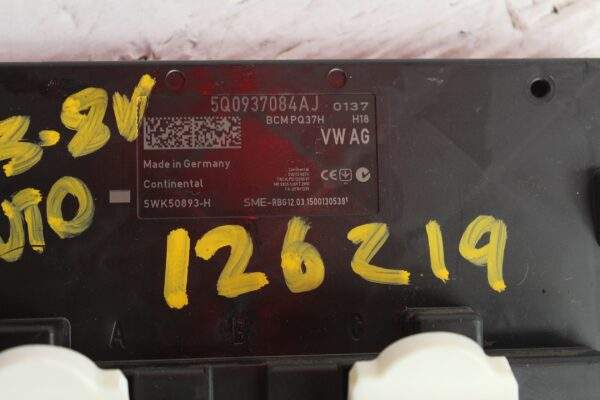 5Q0937084AJ 0137
BCM PQ37H H18
VW AG
Made in Germany
Continental
5WK50893-H SME-RBG12.03.1500130538
126219
A B C